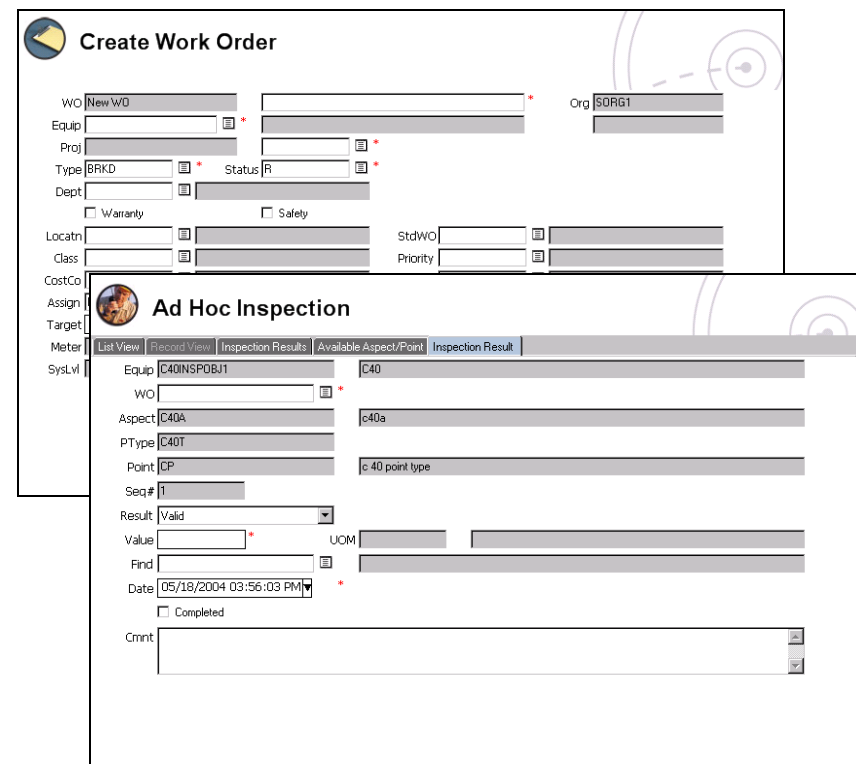 Create Work Order
WO New WO * Org SORG1
Equip *
Proj *
Type BRKD * Status R *
Dept
Warranty Safety
Locatn StdWO
Class Priority
CostCo
Assign
Target
Meter
SysLvl
Ad Hoc Inspection
List View Record View Inspection Results Available Aspect/Point Inspection Result
Equip C40INSPOBJ1 C40
WO *
Aspect C40A c40a
PType C40T
Point CP c 40 point type
Seq# 1
Result Valid
Value * UOM
Find
Date 05/18/2004 03:56:03 PM *
Completed
Cmnt